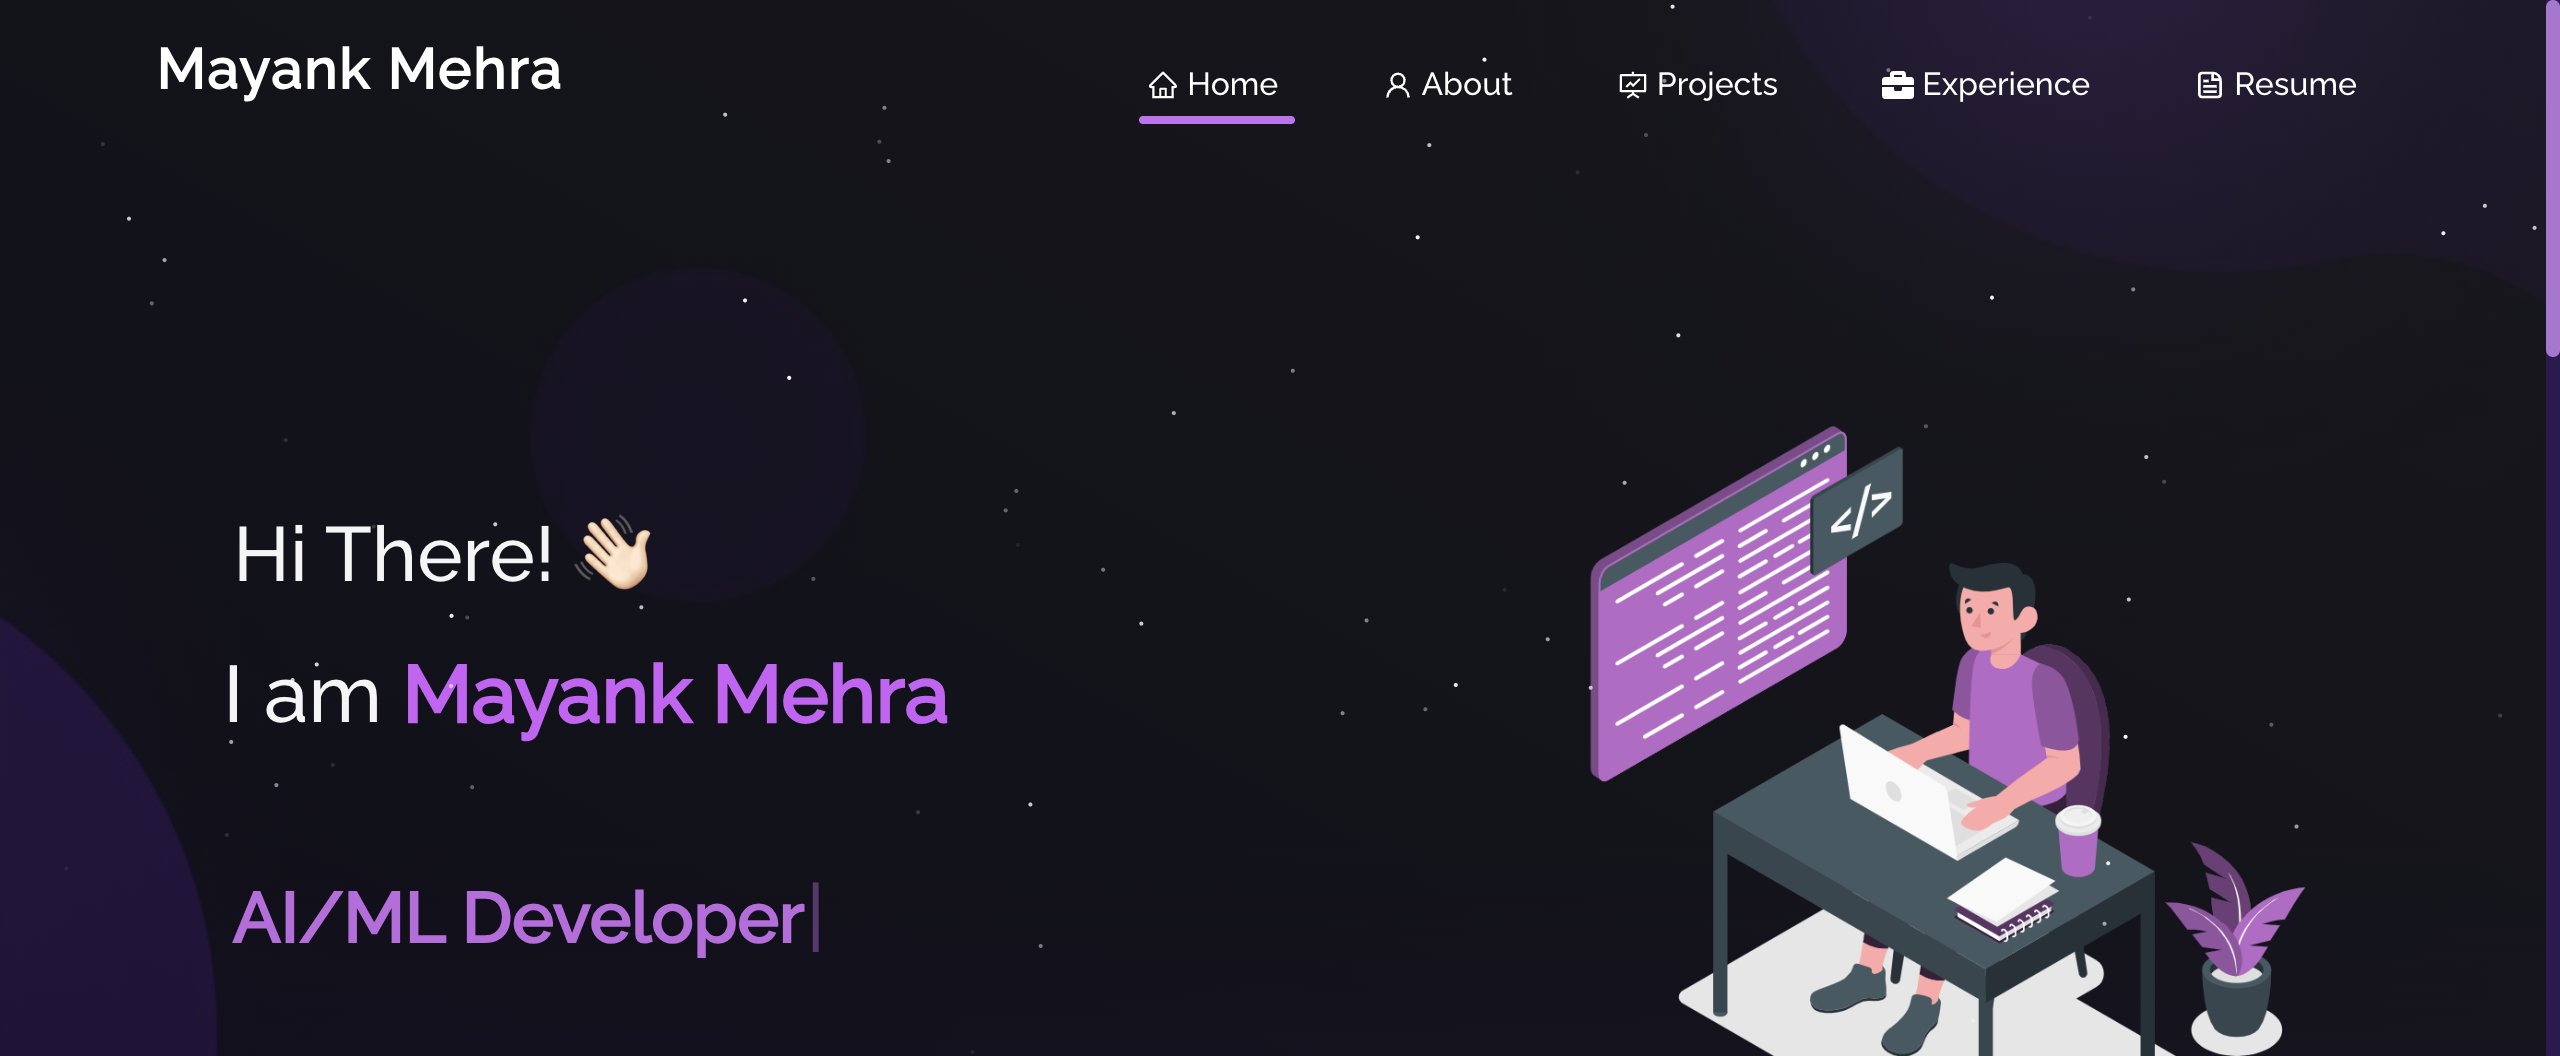 Mayank Mehra
Home About Projects Experience Resume
Hi There! 👋🏻
I am Mayank Mehra
AI/ML Developer
</>